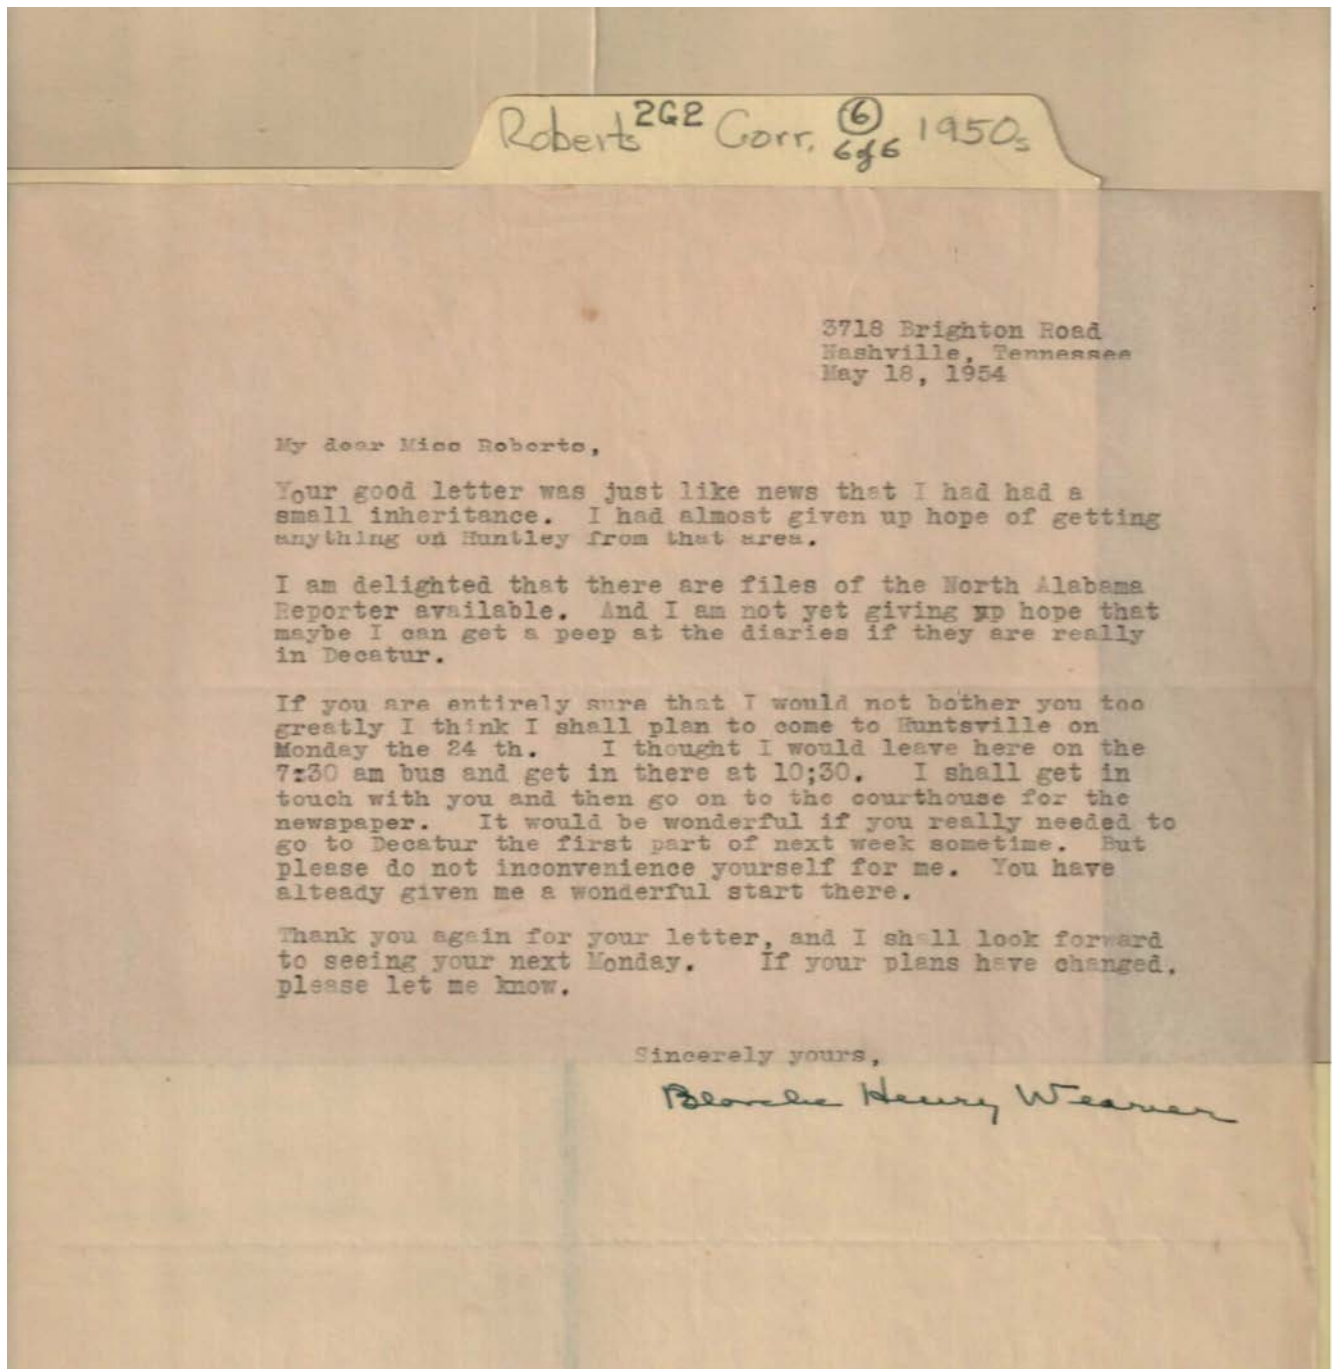 Roberts 2G2 Corr. 6 6 of 6 1950s
3718 Brighton Road
Nashville, Tennessee
May 18, 1954
My dear Miss Roberts,
Your good letter was just like news that I had had a
small inheritance. I had almost given up hope of getting
anything on Huntley from that area.
I am delighted that there are files of the North Alabama
Reporter available. And I am not yet giving up hope that
maybe I can get a peep at the diaries if they are really
in Decatur.
If you are entirely sure that I would not bother you too
greatly I think I shall plan to come to Huntsville on
Monday the 24 th. I thought I would leave here on the
7:30 am bus and get in there at 10;30. I shall get in
touch with you and then go on to the courthouse for the
newspaper. It would be wonderful if you really needed to
go to Decatur the first part of next week sometime. But
please do not inconvenience yourself for me. You have
alteady given me a wonderful start there.
Thank you again for your letter, and I shall look forward
to seeing your next Monday. If your plans have changed,
please let me know.
Sincerely yours,
Blanche Henry Weaver